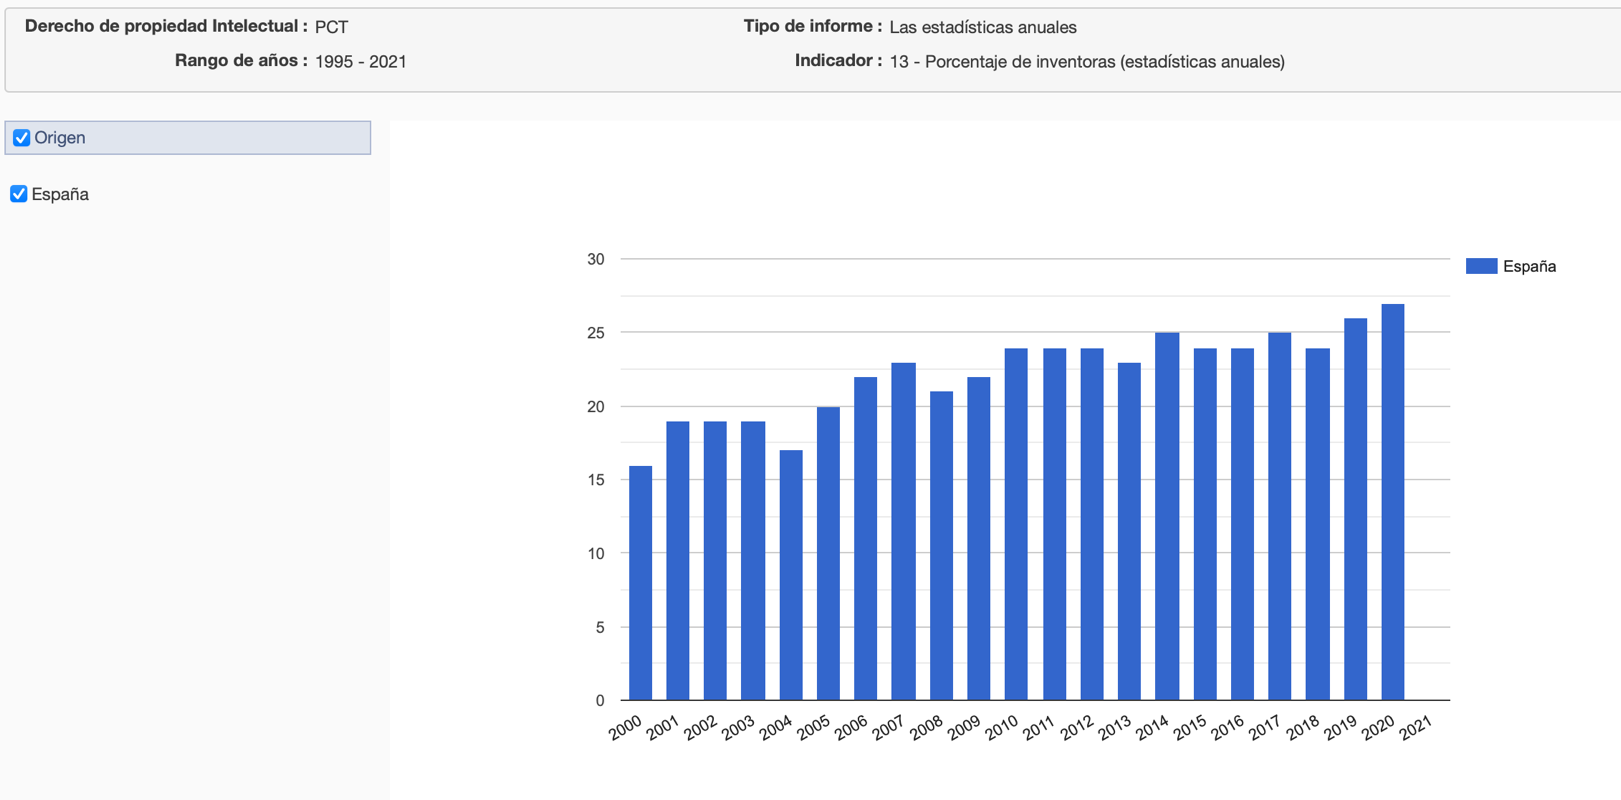 Derecho de propiedad Intelectual : PCT
Tipo de informe : Las estadísticas anuales
Rango de años : 1995 - 2021
Indicador : 13 - Porcentaje de inventoras (estadísticas anuales)
Origen
España
30
25
20
15
10
5
0
España
2000 2001 2002 2003 2004 2005 2006 2007 2008 2009 2010 2011 2012 2013 2014 2015 2016 2017 2018 2019 2020 2021